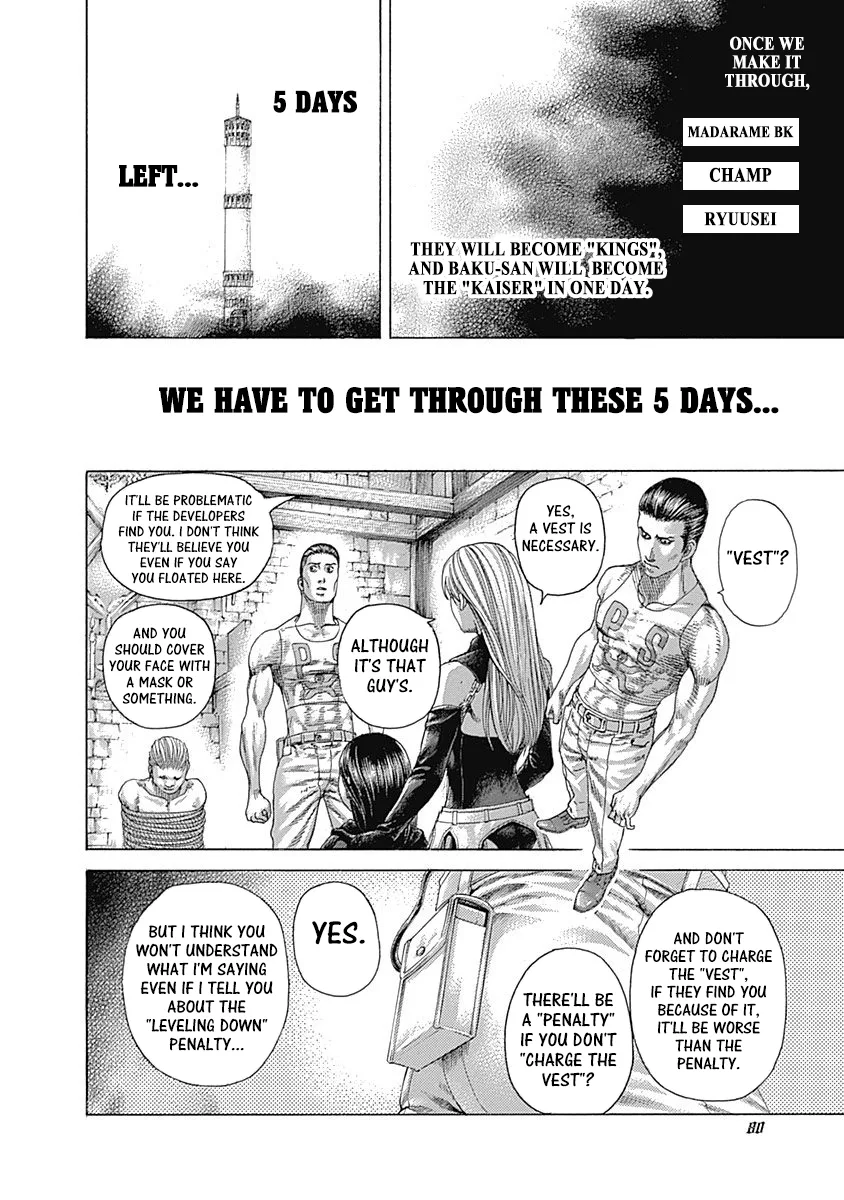 ONCE WE
MAKE IT
THROUGH,
MADARAME BK
CHAMP
RYUUSEI
THEY WILL BECOME "KINGS",
AND BAKU-SAN WILL BECOME
THE "KAISER" IN ONE DAY.
5 DAYS
LEFT...
WE HAVE TO GET THROUGH THESE 5 DAYS...
"VEST"?
YES,
A VEST IS
NECESSARY.
ALTHOUGH
IT'S THAT
GUY'S.
IT'LL BE PROBLEMATIC
IF THE DEVELOPERS
FIND YOU. I DON'T THINK
THEY'LL BELIEVE YOU
EVEN IF YOU SAY
YOU FLOATED HERE.
AND YOU
SHOULD COVER
YOUR FACE WITH
A MASK OR
SOMETHING.
P S
P S
AND DON'T
FORGET TO CHARGE
THE "VEST",
IF THEY FIND YOU
BECAUSE OF IT,
IT'LL BE WORSE
THAN THE
PENALTY.
THERE'LL BE
A "PENALTY"
IF YOU DON'T
"CHARGE THE
VEST"?
YES.
BUT I THINK YOU
WON'T UNDERSTAND
WHAT I'M SAYING
EVEN IF I TELL YOU
ABOUT THE
"LEVELING DOWN"
PENALTY...
80